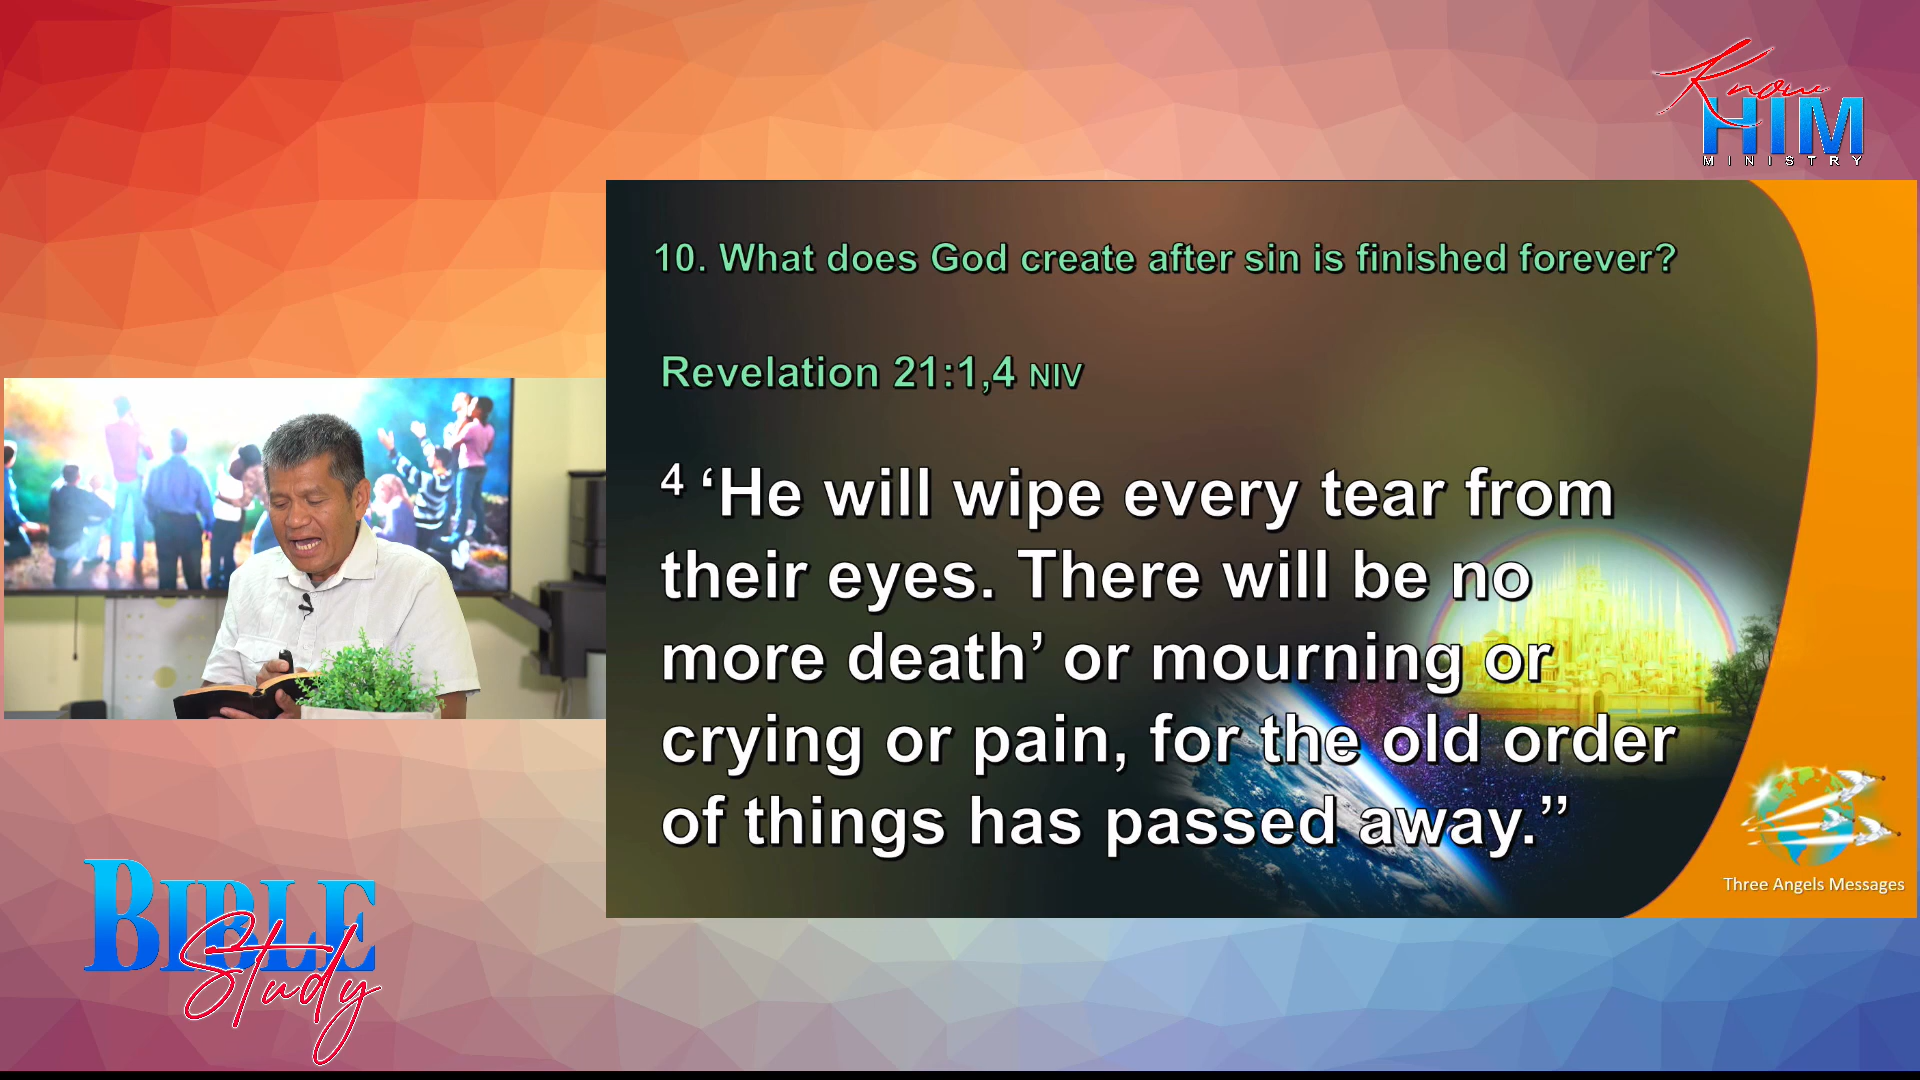 Know
HIM
MINISTRY
10. What does God create after sin is finished forever?
Revelation 21:1,4 NIV
4 ‘He will wipe every tear from
their eyes. There will be no
more death’ or mourning or
crying or pain, for the old order
of things has passed away.”
Three Angels Messages
BIBLE
Study